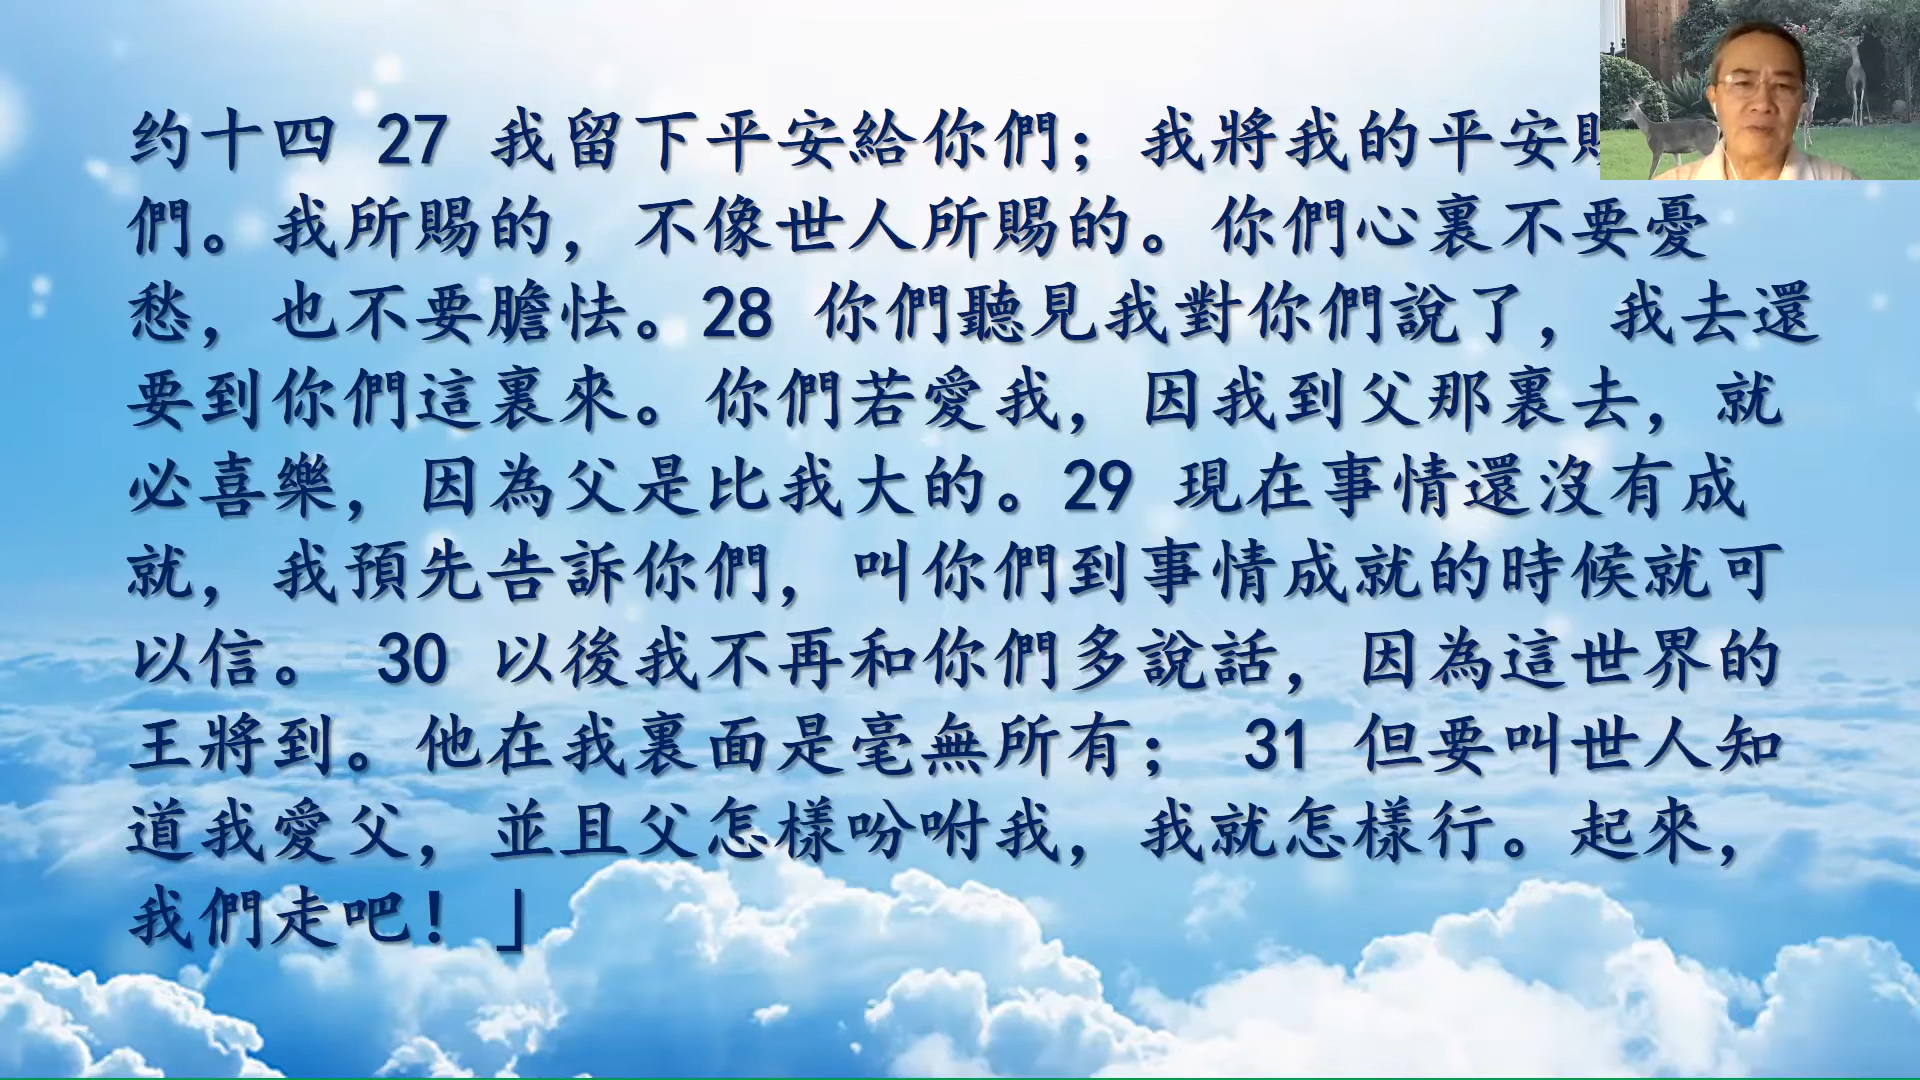 约十四 27 我留下平安給你們；我將我的平安
們。我所賜的，不像世人所賜的。你們心裏不要憂
愁，也不要膽怯。28 你們聽見我對你們說了，我去還
要到你們這裏來。你們若愛我，因我到父那裏去，就
必喜樂，因為父是比我大的。29 現在事情還沒有成
就，我預先告訴你們，叫你們到事情成就的時候就可
以信。 30 以後我不再和你們多說話，因為這世界的
王將到。他在我裏面是毫無所有； 31 但要叫世人知
道我愛父，並且父怎樣吩咐我，我就怎樣行。起來，
我們走吧！」